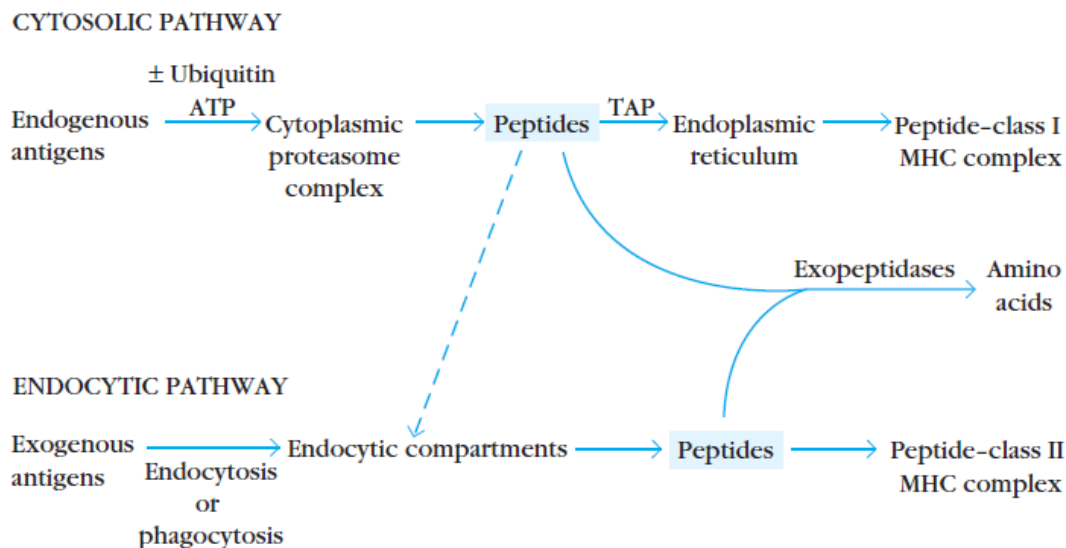 CYTOSOLIC PATHWAY
± Ubiquitin
ATP
Endogenous
antigens
Cytoplasmic
proteasome
complex
Peptides
TAP
Endoplasmic
reticulum
Peptide–class I
MHC complex
Exopeptidases
Amino
acids
ENDOCYTIC PATHWAY
Exogenous
antigens
Endocytosis
or
phagocytosis
Endocytic compartments
Peptides
Peptide–class II
MHC complex